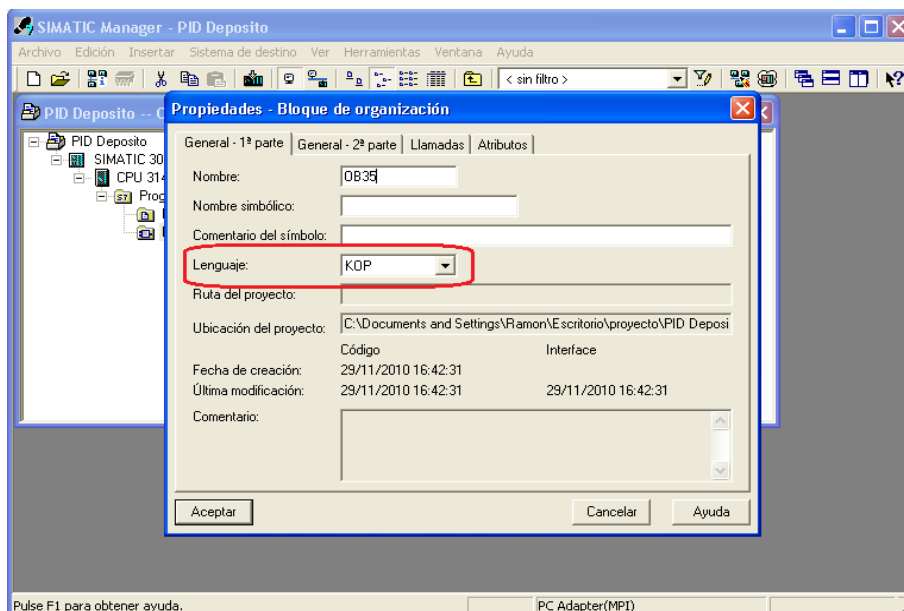 SIMATIC Manager - PID Deposito
Archivo Edición Insertar Sistema de destino Ver Herramientas Ventana Ayuda
< sin filtro >
PID Deposito -- C
Propiedades - Bloque de organización
PID Deposito
SIMATIC 30
CPU 314
Prog
General - 1ª parte General - 2ª parte Llamadas Atributos
Nombre: OB35
Nombre simbólico:
Comentario del símbolo:
Lenguaje: KOP
Ruta del proyecto:
Ubicación del proyecto: C:\Documents and Settings\Ramon\Escritorio\proyecto\PID Deposi
Código Interface
Fecha de creación: 29/11/2010 16:42:31
Última modificación: 29/11/2010 16:42:31 29/11/2010 16:42:31
Comentario:
Aceptar Cancelar Ayuda
Pulse F1 para obtener ayuda. PC Adapter(MPI)